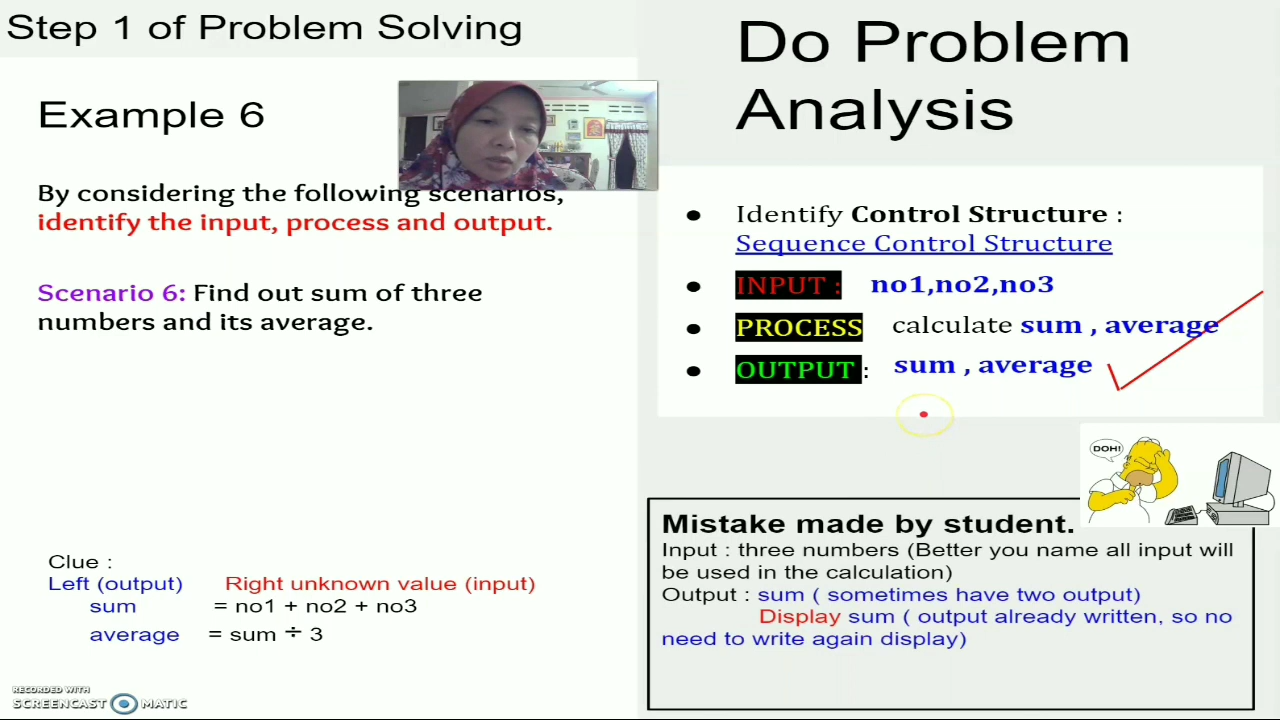 Step 1 of Problem Solving
Example 6
By considering the following scenarios,
identify the input, process and output.
Scenario 6: Find out sum of three
numbers and its average.
Clue :
Left (output) Right unknown value (input)
sum = no1 + no2 + no3
average = sum ÷ 3
RECORDED WITH
SCREENCAST MATIC
Do Problem
Analysis
● Identify Control Structure :
Sequence Control Structure
● INPUT : no1,no2,no3
● PROCESS calculate sum , average
● OUTPUT : sum , average
DOH!
Mistake made by student.
Input : three numbers (Better you name all input will
be used in the calculation)
Output : sum ( sometimes have two output)
Display sum ( output already written, so no
need to write again display)